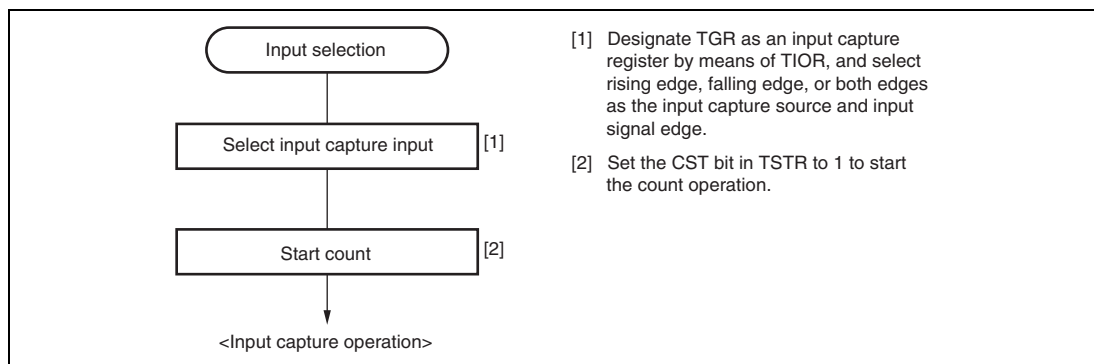 Input selection
Select input capture input
[1]
Start count
[2]
<Input capture operation>
[1] Designate TGR as an input capture
register by means of TIOR, and select
rising edge, falling edge, or both edges
as the input capture source and input
signal edge.
[2] Set the CST bit in TSTR to 1 to start
the count operation.